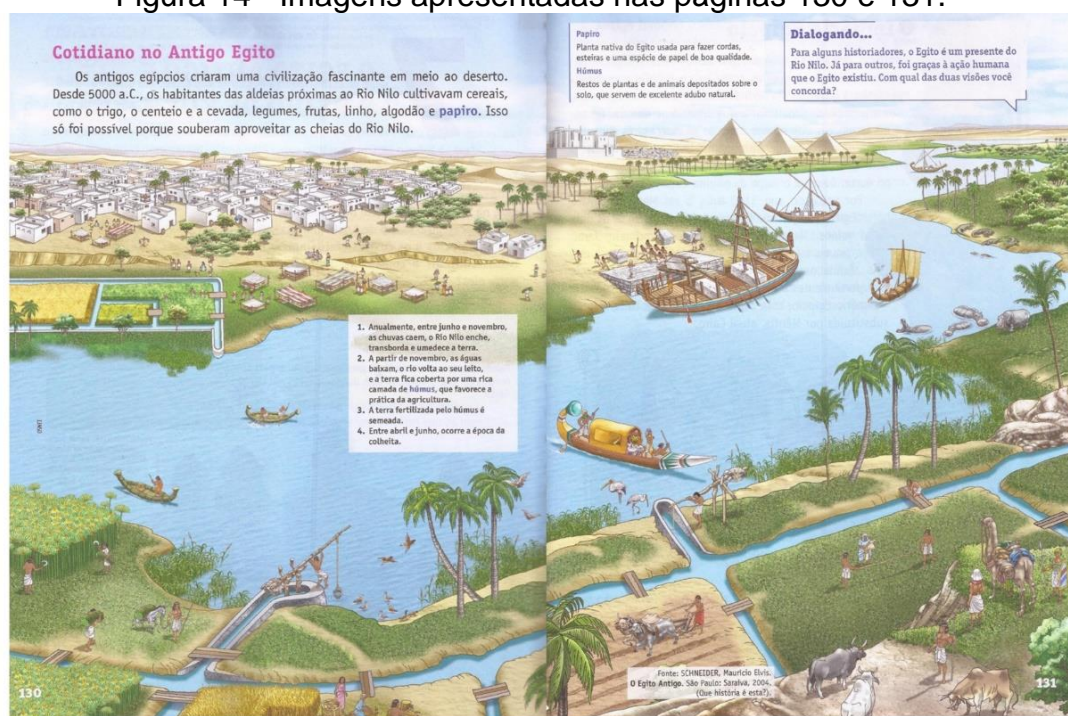 Figura 14 - Imagens apresentadas nas páginas 130 e 131.
Cotidiano no Antigo Egito
Os antigos egípcios criaram uma civilização fascinante em meio ao deserto.
Desde 5000 a.C., os habitantes das aldeias próximas ao Rio Nilo cultivavam cereais,
como o trigo, o centeio e a cevada, legumes, frutas, linho, algodão e papiro. Isso
só foi possível porque souberam aproveitar as cheias do Rio Nilo.
1. Anualmente, entre junho e novembro,
as chuvas caem, o Rio Nilo enche,
transborda e umedece a terra.
2. A partir de novembro, as águas
baixam, o rio volta ao seu leito,
e a terra fica coberta por uma rica
camada de húmus, que favorece a
prática da agricultura.
3. A terra fertilizada pelo húmus é
semeada.
4. Entre abril e junho, ocorre a época da
colheita.
130
Papiro
Planta nativa do Egito usada para fazer cordas,
esteiras e uma espécie de papel de boa qualidade.
Húmus
Restos de plantas e de animais depositados sobre o
solo, que servem de excelente adubo natural.
Dialogando...
Para alguns historiadores, o Egito é um presente do
Rio Nilo. Já para outros, foi graças à ação humana
que o Egito existiu. Com qual das duas visões você
concorda?
Fonte: SCHNEIDER, Maurício Elvis.
O Egito Antigo. São Paulo: Saraiva, 2004.
(Que história é esta?).
131